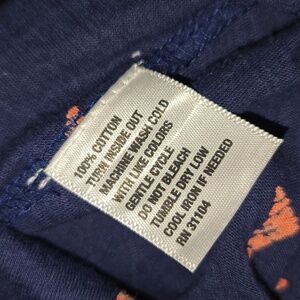 100% COTTON
TURN INSIDE OUT
MACHINE WASH COLD
WITH LIKE COLORS
GENTLE CYCLE
DO NOT BLEACH
TUMBLE DRY LOW
COOL IRON IF NEEDED
RN 31104